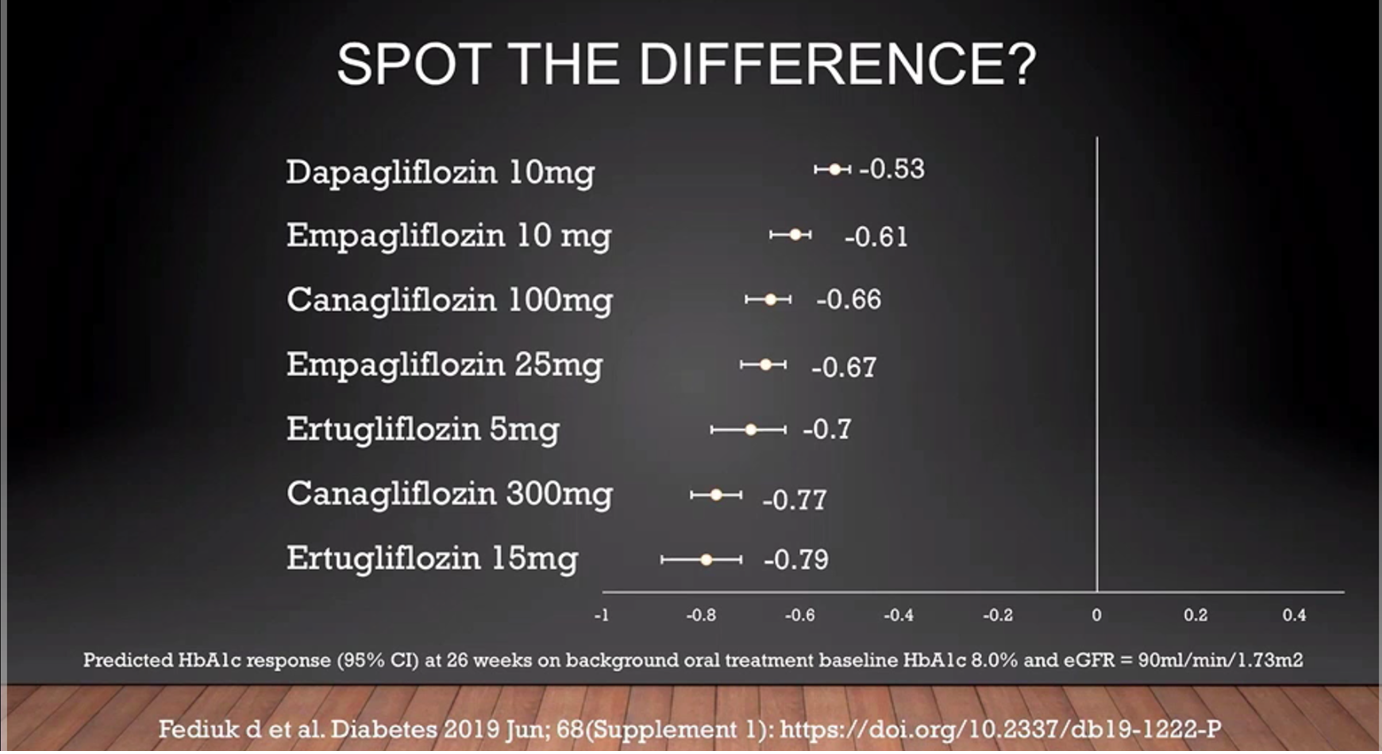 SPOT THE DIFFERENCE?
Dapagliflozin 10mg -0.53
Empagliflozin 10 mg -0.61
Canagliflozin 100mg -0.66
Empagliflozin 25mg -0.67
Ertugliflozin 5mg -0.7
Canagliflozin 300mg -0.77
Ertugliflozin 15mg -0.79
-1 -0.8 -0.6 -0.4 -0.2 0 0.2 0.4
Predicted HbA1c response (95% CI) at 26 weeks on background oral treatment baseline HbA1c 8.0% and eGFR = 90ml/min/1.73m2
Fediuk d et al. Diabetes 2019 Jun; 68(Supplement 1): https://doi.org/10.2337/db19-1222-P